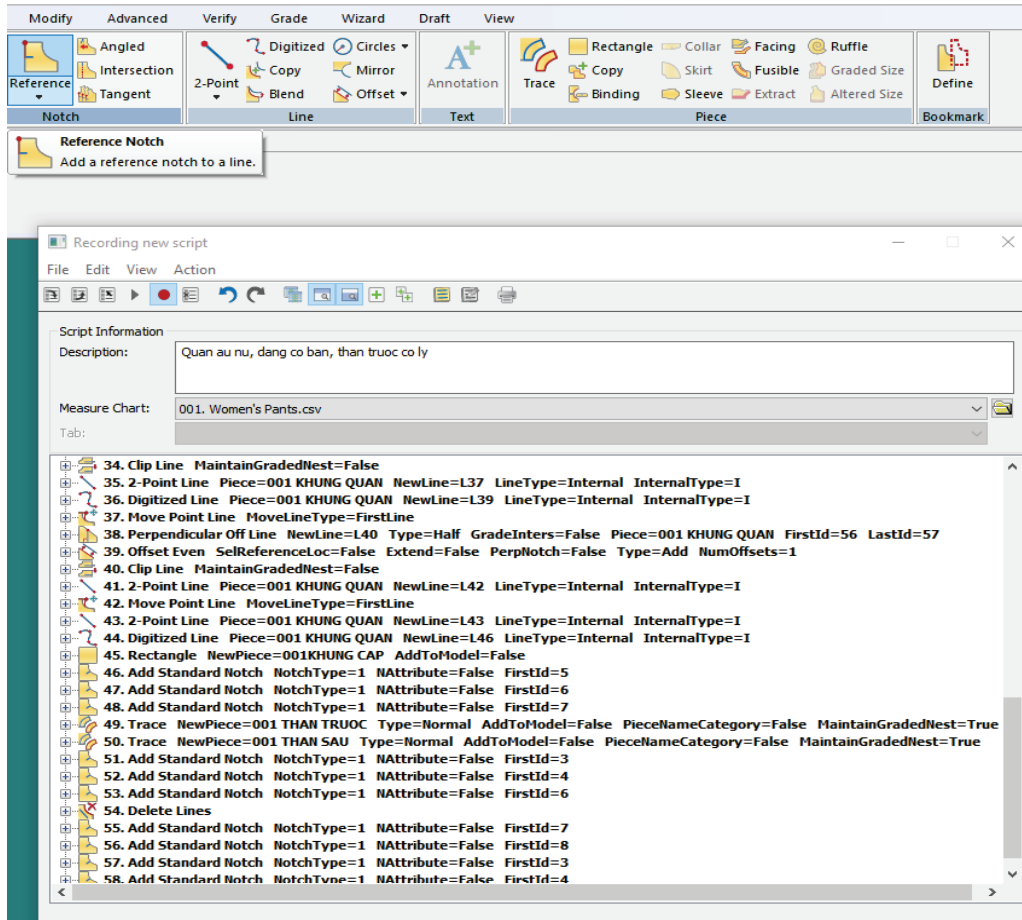 Modify Advanced Verify Grade Wizard Draft View
Angled Digitized Circles Rectangle Collar Facing Ruffle
Intersection Copy Mirror Copy Skirt Fusible Graded Size
Reference 2-Point Annotation Trace Define
Tangent Blend Offset Binding Sleeve Extract Altered Size
Notch Line Text Piece Bookmark
Reference Notch
Add a reference notch to a line.
Recording new script
File Edit View Action
Script Information
Description: Quan au nu, dang co ban, than truoc co ly
Measure Chart: 001. Women's Pants.csv
Tab:
34. Clip Line MaintainGradedNest=False
35. 2-Point Line Piece=001 KHUNG QUAN NewLine=L37 LineType=Internal InternalType=I
36. Digitized Line Piece=001 KHUNG QUAN NewLine=L39 LineType=Internal InternalType=I
37. Move Point Line MoveLineType=FirstLine
38. Perpendicular Off Line NewLine=L40 Type=Half GradeInters=False PerpNotch=False Piece=001 KHUNG QUAN FirstId=56 LastId=57
39. Offset Even SelReferenceLoc=False Extend=False PerpNotch=False Type=Add NumOffsets=1
40. Clip Line MaintainGradedNest=False
41. 2-Point Line Piece=001 KHUNG QUAN NewLine=L42 LineType=Internal InternalType=I
42. Move Point Line MoveLineType=FirstLine
43. 2-Point Line Piece=001 KHUNG QUAN NewLine=L43 LineType=Internal InternalType=I
44. Digitized Line Piece=001 KHUNG QUAN NewLine=L46 LineType=Internal InternalType=I
45. Rectangle NewPiece=001KHUNG CAP AddToModel=False
46. Add Standard Notch NotchType=1 NAttribute=False FirstId=5
47. Add Standard Notch NotchType=1 NAttribute=False FirstId=6
48. Add Standard Notch NotchType=1 NAttribute=False FirstId=7
49. Trace NewPiece=001 THAN TRUOC Type=Normal AddToModel=False PieceNameCategory=False MaintainGradedNest=True
50. Trace NewPiece=001 THAN SAU Type=Normal AddToModel=False PieceNameCategory=False MaintainGradedNest=True
51. Add Standard Notch NotchType=1 NAttribute=False FirstId=3
52. Add Standard Notch NotchType=1 NAttribute=False FirstId=4
53. Add Standard Notch NotchType=1 NAttribute=False FirstId=6
54. Delete Lines
55. Add Standard Notch NotchType=1 NAttribute=False FirstId=7
56. Add Standard Notch NotchType=1 NAttribute=False FirstId=8
57. Add Standard Notch NotchType=1 NAttribute=False FirstId=3
58. Add Standard Notch NotchType=1 NAttribute=False FirstId=4